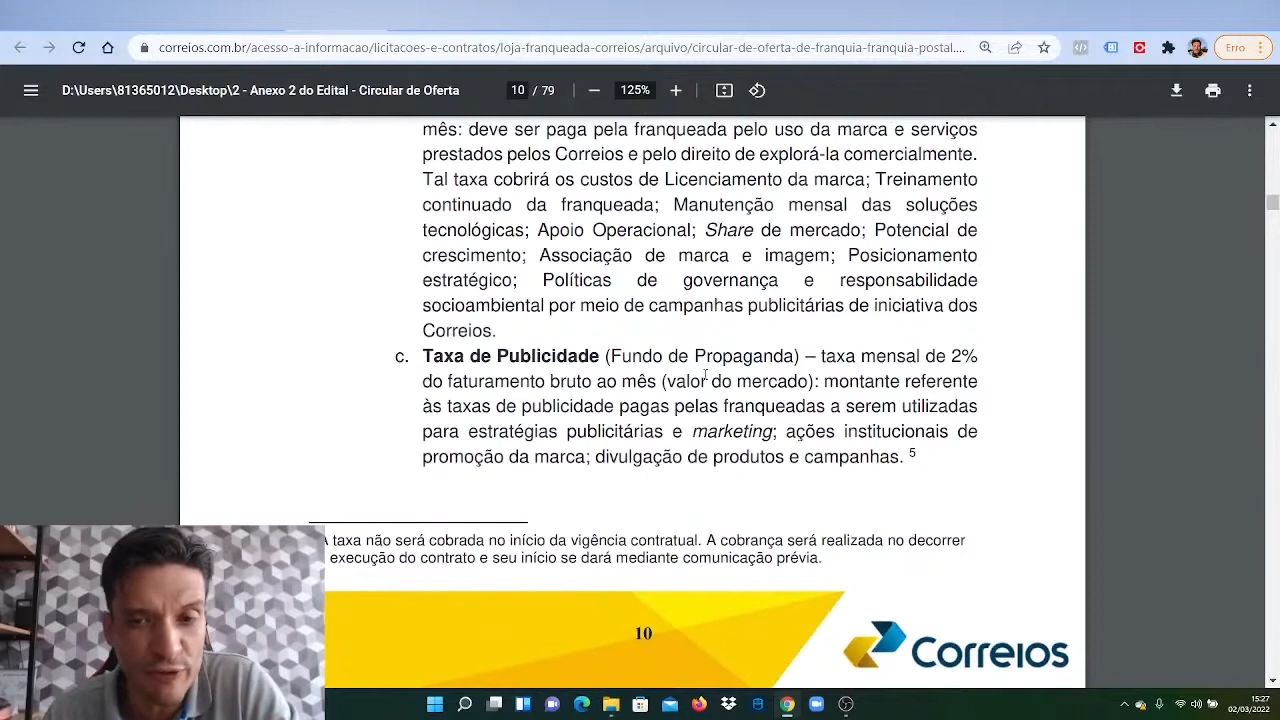 correios.com.br/acesso-a-informacao/licitacoes-e-contratos/loja-franqueada-correios/arquivo/circular-de-oferta-de-franquia-franquia-postal....
Erro
D:\Users\81365012\Desktop\2 - Anexo 2 do Edital - Circular de Oferta
10 / 79
125%
mês: deve ser paga pela franqueada pelo uso da marca e serviços
prestados pelos Correios e pelo direito de explorá-la comercialmente.
Tal taxa cobrirá os custos de Licenciamento da marca; Treinamento
continuado da franqueada; Manutenção mensal das soluções
tecnológicas; Apoio Operacional; Share de mercado; Potencial de
crescimento; Associação de marca e imagem; Posicionamento
estratégico; Políticas de governança e responsabilidade
socioambiental por meio de campanhas publicitárias de iniciativa dos
Correios.
c. Taxa de Publicidade (Fundo de Propaganda) – taxa mensal de 2%
do faturamento bruto ao mês (valor do mercado): montante referente
às taxas de publicidade pagas pelas franqueadas a serem utilizadas
para estratégias publicitárias e marketing; ações institucionais de
promoção da marca; divulgação de produtos e campanhas. 5
taxa não será cobrada no início da vigência contratual. A cobrança será realizada no decorrer
execução do contrato e seu início se dará mediante comunicação prévia.
10
Correios
15:27
02/03/2022